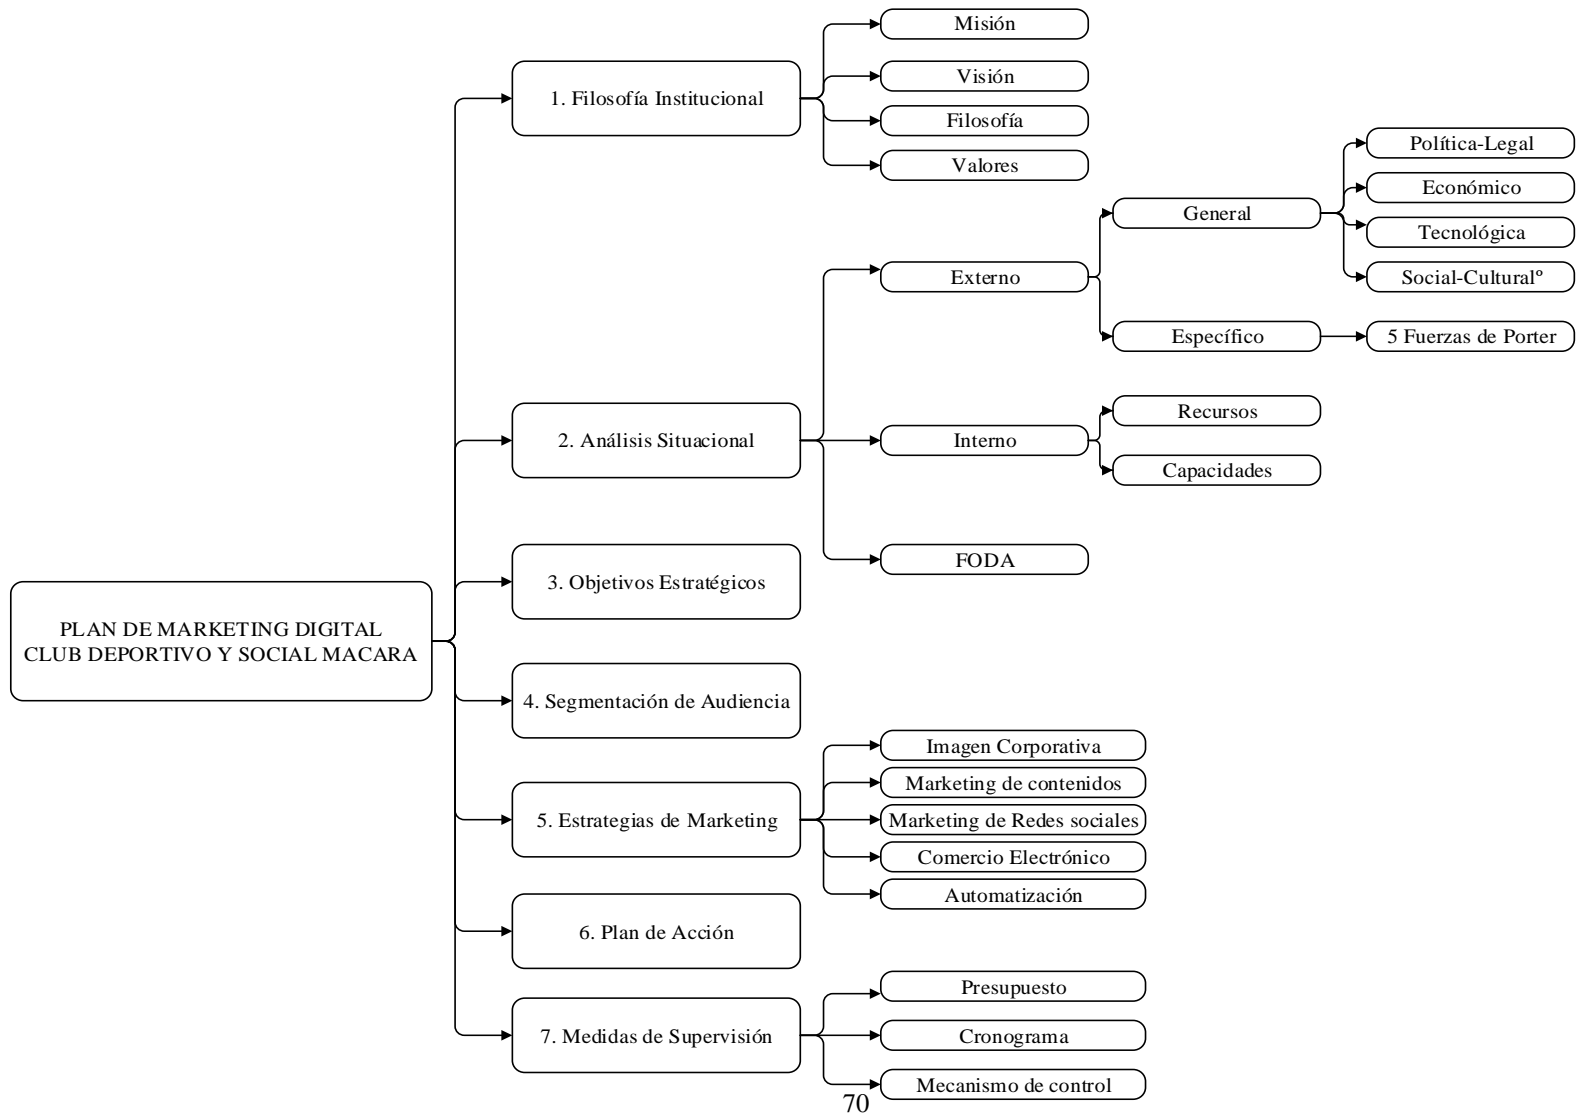 PLAN DE MARKETING DIGITAL
CLUB DEPORTIVO Y SOCIAL MACARA
1. Filosofía Institucional
Misión
Visión
Filosofía
Valores
2. Análisis Situacional
Externo
General
Política-Legal
Económico
Tecnológica
Social-Culturalº
Específico
5 Fuerzas de Porter
Interno
Recursos
Capacidades
FODA
3. Objetivos Estratégicos
4. Segmentación de Audiencia
5. Estrategias de Marketing
Imagen Corporativa
Marketing de contenidos
Marketing de Redes sociales
Comercio Electrónico
Automatización
6. Plan de Acción
7. Medidas de Supervisión
Presupuesto
Cronograma
Mecanismo de control
70